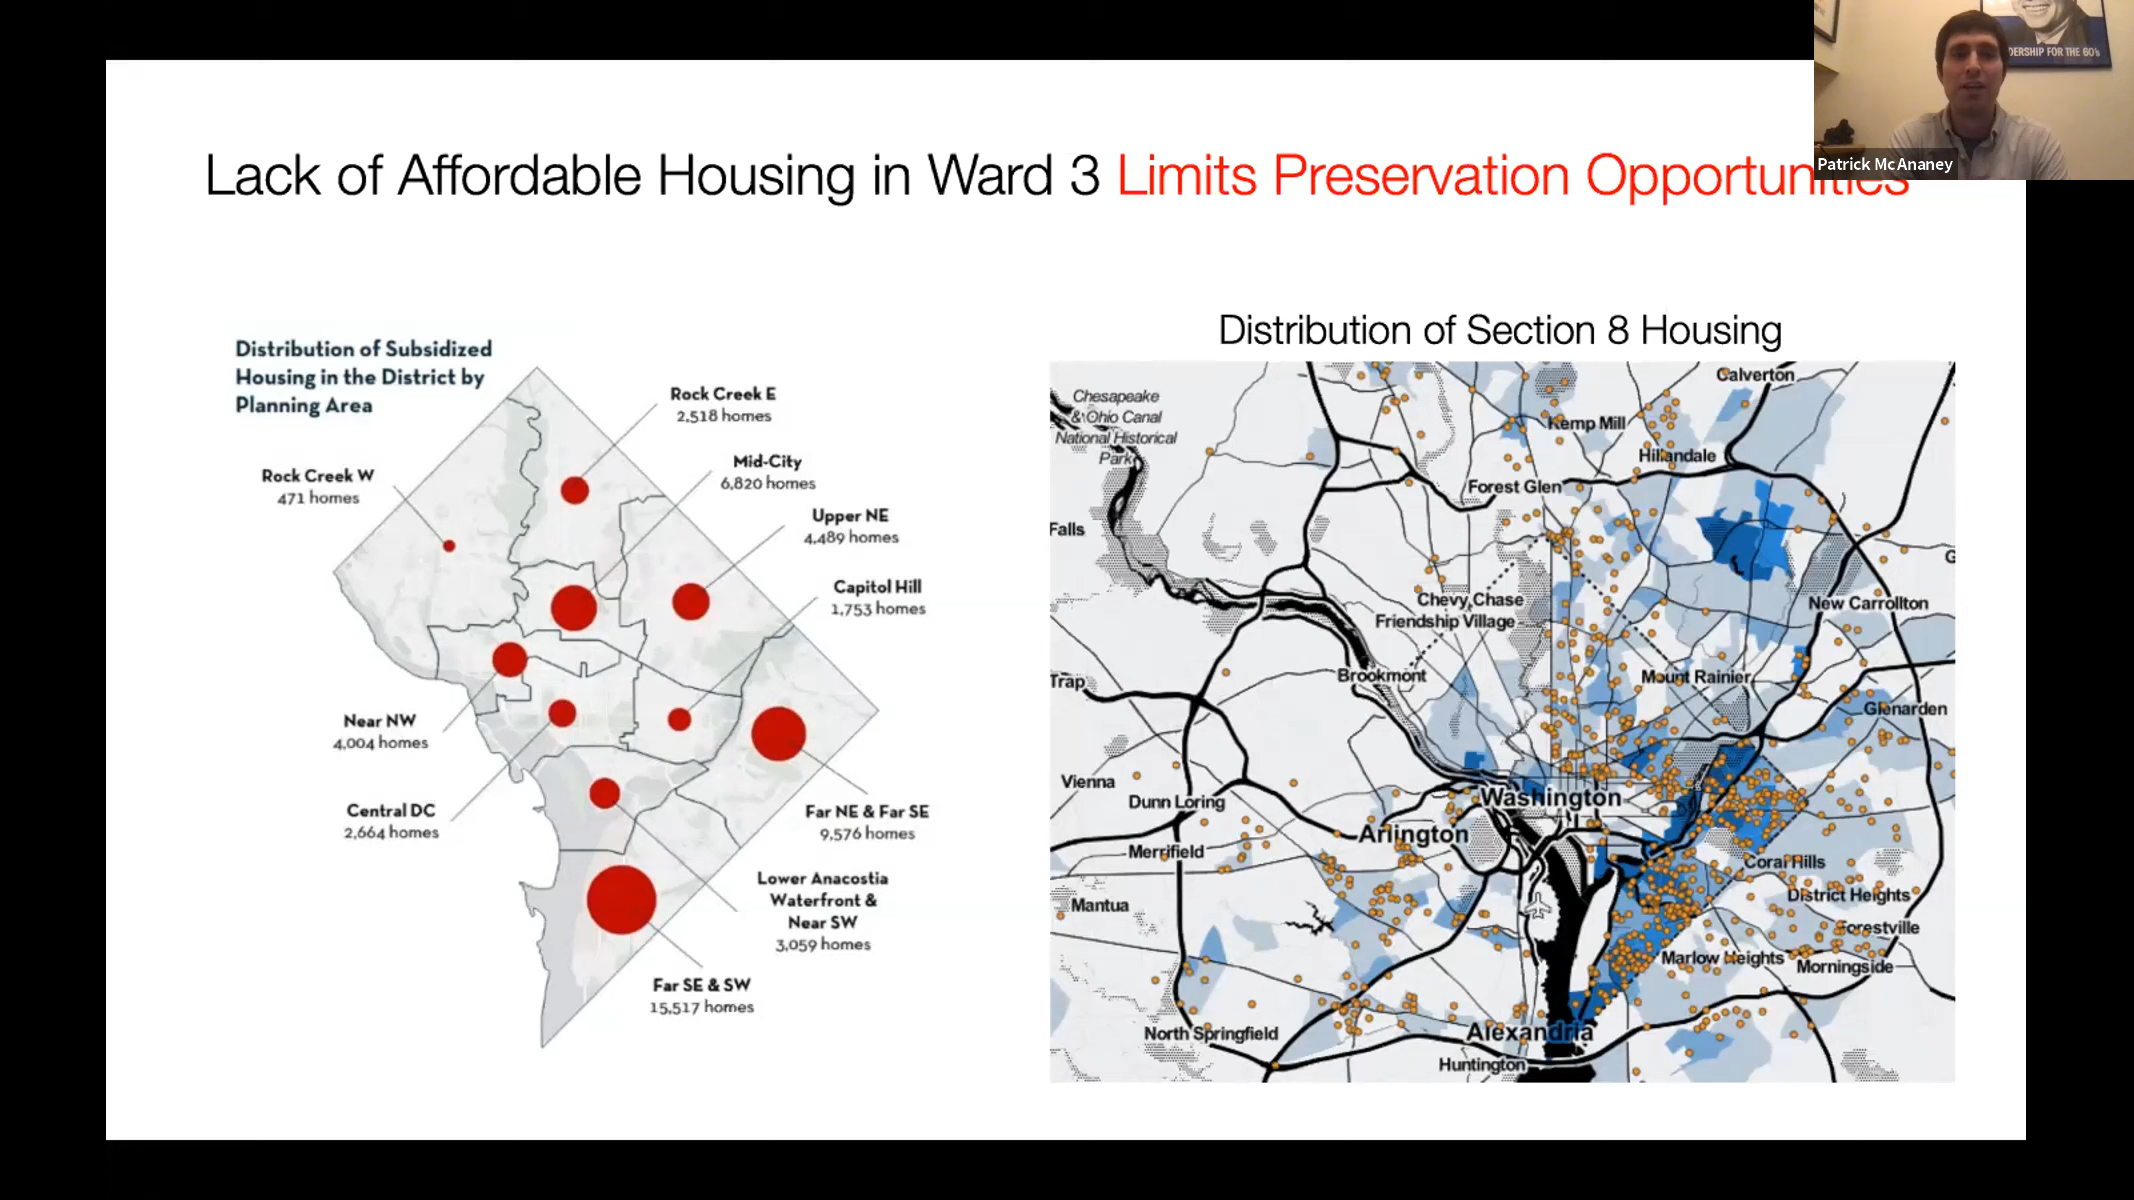 DERSHIP FOR THE 60's
Patrick McAnaney
Lack of Affordable Housing in Ward 3 Limits Preservation Opportunities
Distribution of Subsidized
Housing in the District by
Planning Area
Rock Creek E
2,518 homes
Mid-City
6,820 homes
Rock Creek W
471 homes
Upper NE
4,489 homes
Capitol Hill
1,753 homes
Near NW
4,004 homes
Central DC
2,664 homes
Far NE & Far SE
9,576 homes
Lower Anacostia
Waterfront &
Near SW
3,059 homes
Far SE & SW
15,517 homes
Distribution of Section 8 Housing
Calverton
Chesapeake
& Ohio Canal
National Historical
Park
Kemp Mill
Hillandale
Forest Glen
Falls
G
Chevy Chase
Friendship Village
New Carrollton
Brookmont
Mount Rainier
Trap
Glenarden
Vienna
Washington
Dunn Loring
Arlington
Merrifield
Coral Hills
District Heights
Mantua
Forestville
Marlow Heights
Morningside
North Springfield
Alexandria
Huntington